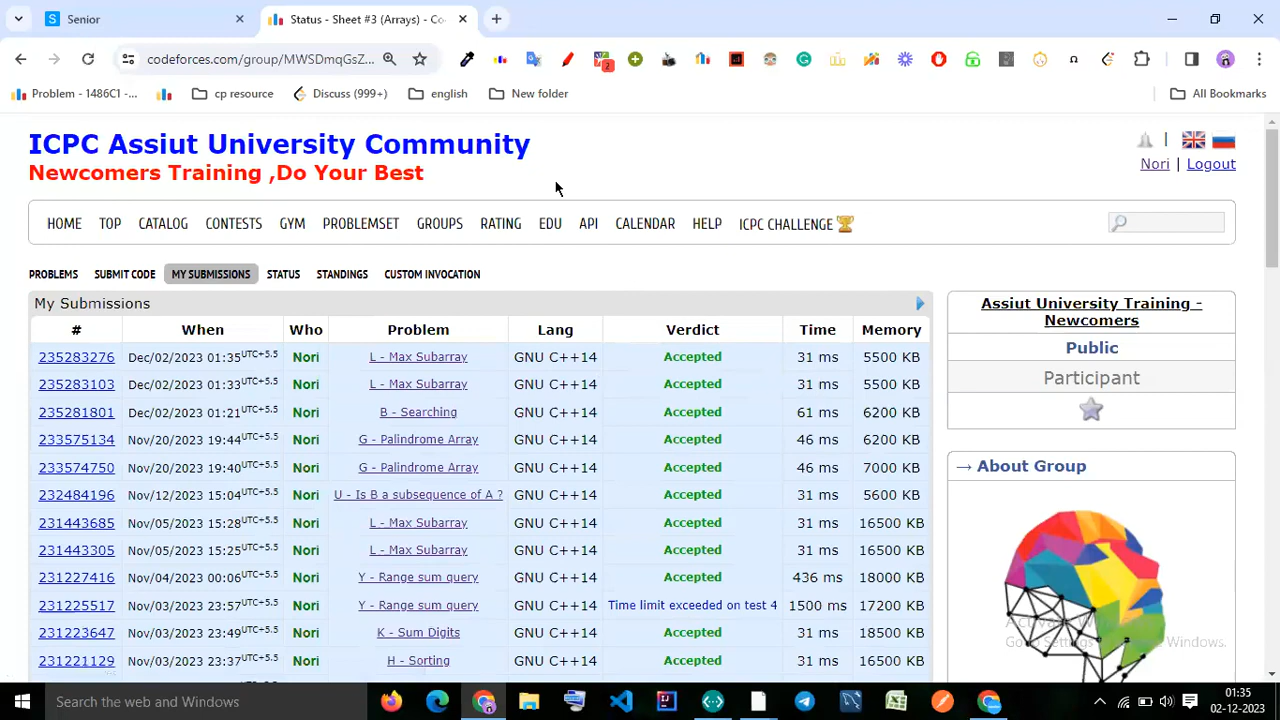 Senior
Status - Sheet #3 (Arrays) - Co
codeforces.com/group/MWSDmqGsZ...
2
Problem - 1486C1 -...
cp resource
Discuss (999+)
english
New folder
All Bookmarks
ICPC Assiut University Community
Newcomers Training ,Do Your Best
Nori | Logout
HOME TOP CATALOG CONTESTS GYM PROBLEMSET GROUPS RATING EDU API CALENDAR HELP ICPC CHALLENGE
PROBLEMS SUBMIT CODE MY SUBMISSIONS STATUS STANDINGS CUSTOM INVOCATION
My Submissions
# When Who Problem Lang Verdict Time Memory
235283276 Dec/02/2023 01:35UTC+5.5 Nori L - Max Subarray GNU C++14 Accepted 31 ms 5500 KB
235283103 Dec/02/2023 01:33UTC+5.5 Nori L - Max Subarray GNU C++14 Accepted 31 ms 5500 KB
235281801 Dec/02/2023 01:21UTC+5.5 Nori B - Searching GNU C++14 Accepted 61 ms 6200 KB
233575134 Nov/20/2023 19:44UTC+5.5 Nori G - Palindrome Array GNU C++14 Accepted 46 ms 6200 KB
233574750 Nov/20/2023 19:40UTC+5.5 Nori G - Palindrome Array GNU C++14 Accepted 46 ms 7000 KB
232484196 Nov/12/2023 15:04UTC+5.5 Nori U - Is B a subsequence of A ? GNU C++14 Accepted 31 ms 5600 KB
231443685 Nov/05/2023 15:28UTC+5.5 Nori L - Max Subarray GNU C++14 Accepted 31 ms 16500 KB
231443305 Nov/05/2023 15:25UTC+5.5 Nori L - Max Subarray GNU C++14 Accepted 31 ms 16500 KB
231227416 Nov/04/2023 00:06UTC+5.5 Nori Y - Range sum query GNU C++14 Accepted 436 ms 18000 KB
231225517 Nov/03/2023 23:57UTC+5.5 Nori Y - Range sum query GNU C++14 Time limit exceeded on test 4 1500 ms 17200 KB
231223647 Nov/03/2023 23:49UTC+5.5 Nori K - Sum Digits GNU C++14 Accepted 31 ms 18500 KB
231221129 Nov/03/2023 23:37UTC+5.5 Nori H - Sorting GNU C++14 Accepted 31 ms 16500 KB
Assiut University Training -
Newcomers
Public
Participant
→ About Group
Search the web and Windows
01:35
02-12-2023